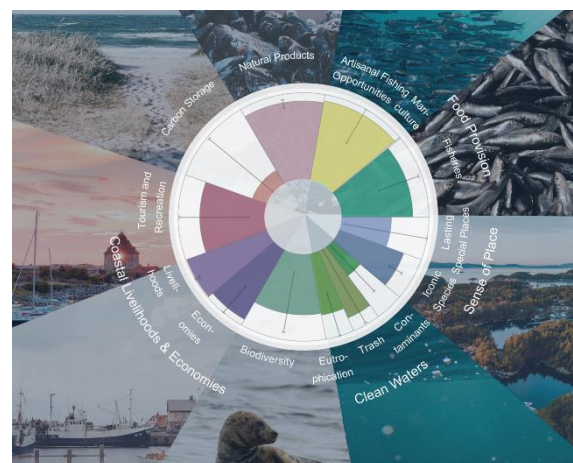 Natural Products
Artisanal Fishing
Opportunities
Mari-
culture
Food Provision
Fisheries
Lasting
Special Places
Iconic
Species
Sense of Place
Con-
taminants
Trash
Eutro-
phication
Clean Waters
Biodiversity
Econ-
omies
Liveli-
hoods
Coastal Livelihoods & Economies
Tourism and
Recreation
Carbon Storage